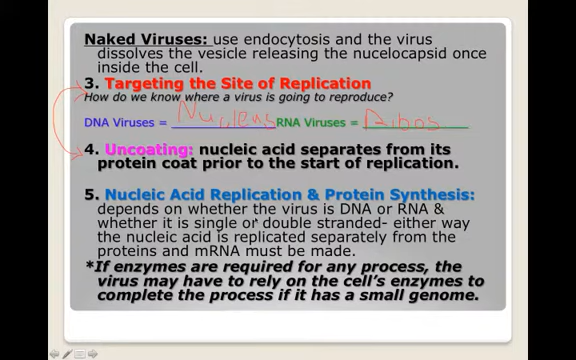 Naked Viruses: use endocytosis and the virus
dissolves the vesicle releasing the nucelocapsid once
inside the cell.
3. Targeting the Site of Replication
How do we know where a virus is going to reproduce?
DNA Viruses = Nucleus RNA Viruses = Ribos
4. Uncoating: nucleic acid separates from its
protein coat prior to the start of replication.
5. Nucleic Acid Replication & Protein Synthesis:
depends on whether the virus is DNA or RNA &
whether it is single or double stranded- either way
the nucleic acid is replicated separately from the
proteins and mRNA must be made.
*If enzymes are required for any process, the
virus may have to rely on the cell's enzymes to
complete the process if it has a small genome.